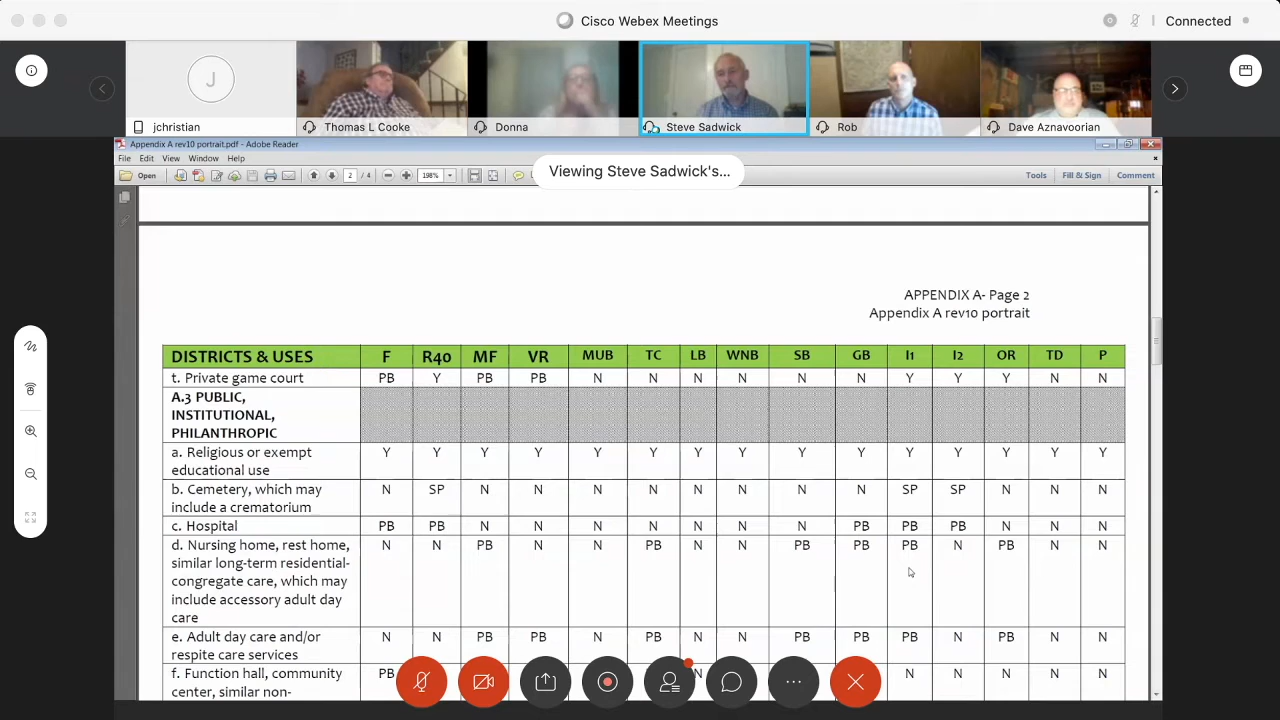 Cisco Webex Meetings
Connected
J
jchristian
Thomas L Cooke
Donna
Steve Sadwick
Rob
Dave Aznavoorian
Appendix A rev10 portrait.pdf - Adobe Reader
File Edit View Window Help
Viewing Steve Sadwick's...
Open 2 / 4 198% Tools Fill & Sign Comment
APPENDIX A- Page 2
Appendix A rev10 portrait
DISTRICTS & USES F R40 MF VR MUB TC LB WNB SB GB I1 I2 OR TD P
t. Private game court PB Y PB PB N N N N N N Y Y Y N N
A.3 PUBLIC,
INSTITUTIONAL,
PHILANTHROPIC
a. Religious or exempt Y Y Y Y Y Y Y Y Y Y Y Y Y Y Y
educational use
b. Cemetery, which may N SP N N N N N N N N SP SP N N N
include a crematorium
c. Hospital PB PB N N N N N N N PB PB PB N N N
d. Nursing home, rest home, N N PB N N PB N N PB PB PB N PB N N
similar long-term residential-
congregate care, which may
include accessory adult day
care
e. Adult day care and/or N N PB PB N PB N N PB PB PB N PB N N
respite care services
f. Function hall, community PB N N N N N N
center, similar non-